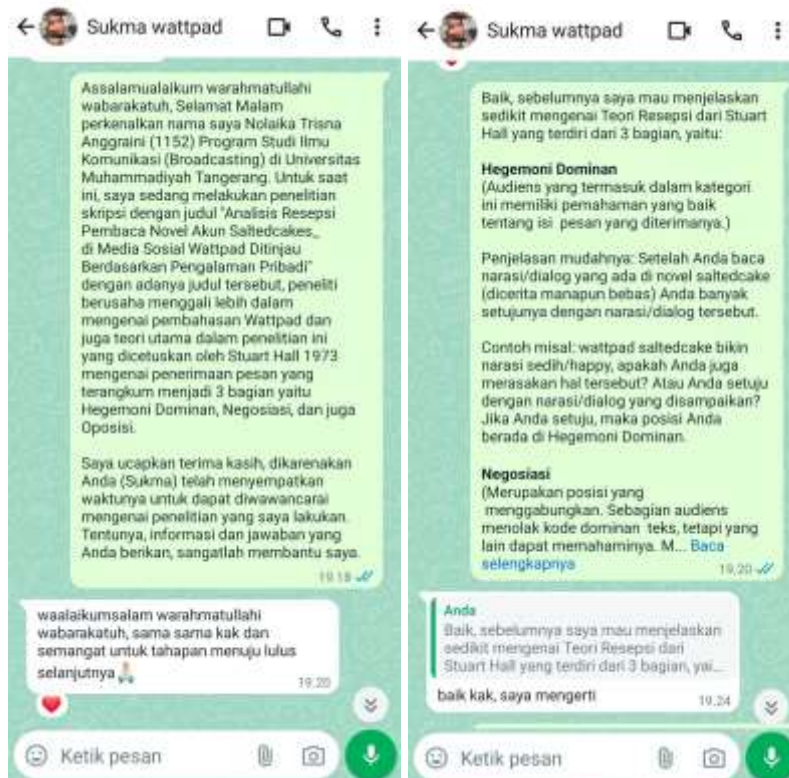 Sukma wattpad
Assalamualaikum warahmatullahi
wabarakatuh, Selamat Malam
perkenalkan nama saya Nolaika Trisna
Anggraini (1152) Program Studi Ilmu
Komunikasi (Broadcasting) di Universitas
Muhammadiyah Tangerang. Untuk saat
ini, saya sedang melakukan penelitian
skripsi dengan judul "Analisis Resepsi
Pembaca Novel Akun Saltedcakes_
di Media Sosial Wattpad Ditinjau
Berdasarkan Pengalaman Pribadi"
dengan adanya judul tersebut, peneliti
berusaha menggali lebih dalam
mengenai pembahasan Wattpad dan
juga teori utama dalam penelitian ini
yang dicetuskan oleh Stuart Hall 1973
mengenai penerimaan pesan yang
terangkum menjadi 3 bagian yaitu
Hegemoni Dominan, Negosiasi, dan juga
Oposisi.
Saya ucapkan terima kasih, dikarenakan
Anda (Sukma) telah menyempatkan
waktunya untuk dapat diwawancarai
mengenai penelitian yang saya lakukan.
Tentunya, informasi dan jawaban yang
Anda berikan, sangatlah membantu saya.
19.18
waalaikumsalam warahmatullahi
wabarakatuh, sama sama kak dan
semangat untuk tahapan menuju lulus
selanjutnya
19.20
Ketik pesan
Sukma wattpad
Baik, sebelumnya saya mau menjelaskan
sedikit mengenai Teori Resepsi dari Stuart
Hall yang terdiri dari 3 bagian, yaitu:
Hegemoni Dominan
(Audiens yang termasuk dalam kategori
ini memiliki pemahaman yang baik
tentang isi pesan yang diterimanya.)
Penjelasan mudahnya: Setelah Anda baca
narasi/dialog yang ada di novel saltedcake
(dicerita manapun bebas) Anda banyak
setujunya dengan narasi/dialog tersebut.
Contoh misal: wattpad saltedcake bikin
narasi sedih/happy, apakah Anda juga
merasakan hal tersebut? Atau Anda setuju
dengan narasi/dialog yang disampaikan?
Jika Anda setuju, maka posisi Anda
berada di Hegemoni Dominan.
Negosiasi
(Merupakan posisi yang
menggabungkan. Sebagian audiens
menolak kode dominan teks, tetapi yang
lain dapat memahaminya. M... Baca
selengkapnya
19.20
Anda
Baik, sebelumnya saya mau menjelaskan
sedikit mengenai Teori Resepsi dari
Stuart Hall yang terdiri dari 3 bagian, yai...
baik kak, saya mengerti
19.24
Ketik pesan